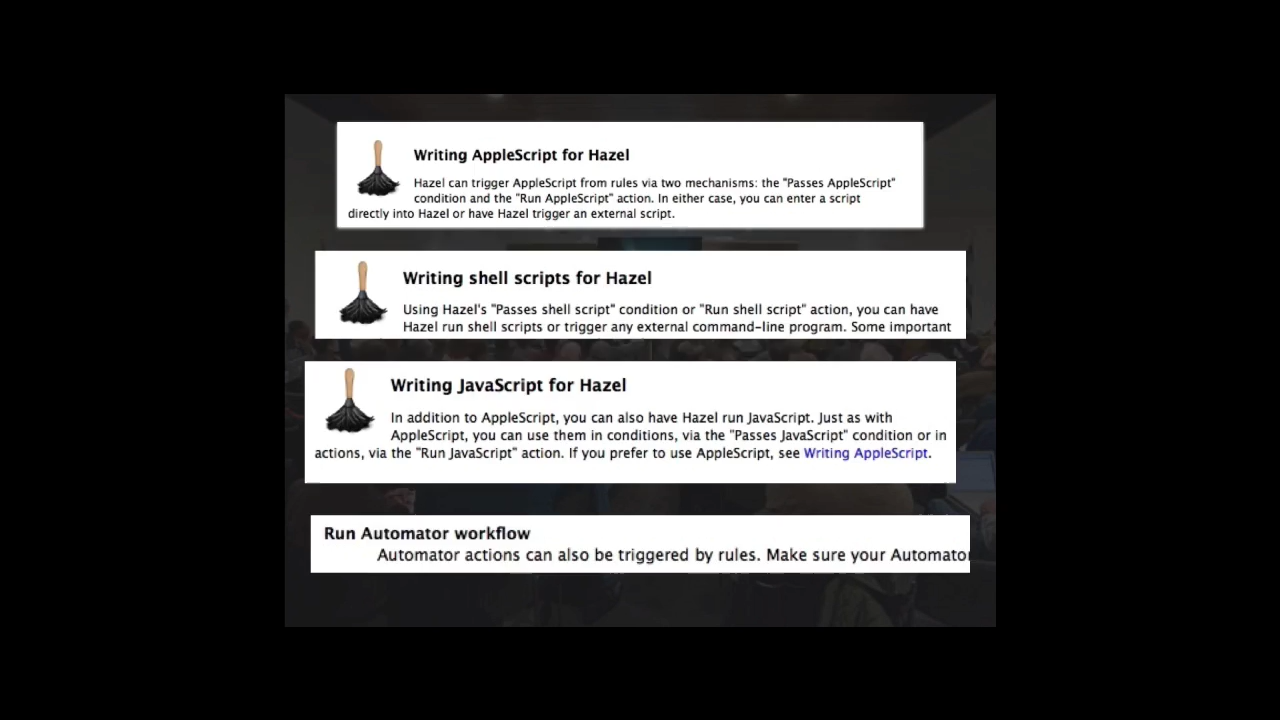 Writing AppleScript for Hazel
Hazel can trigger AppleScript from rules via two mechanisms: the "Passes AppleScript"
condition and the "Run AppleScript" action. In either case, you can enter a script
directly into Hazel or have Hazel trigger an external script.
Writing shell scripts for Hazel
Using Hazel's "Passes shell script" condition or "Run shell script" action, you can have
Hazel run shell scripts or trigger any external command-line program. Some important
Writing JavaScript for Hazel
In addition to AppleScript, you can also have Hazel run JavaScript. Just as with
AppleScript, you can use them in conditions, via the "Passes JavaScript" condition or in
actions, via the "Run JavaScript" action. If you prefer to use AppleScript, see Writing AppleScript.
Run Automator workflow
Automator actions can also be triggered by rules. Make sure your Automator